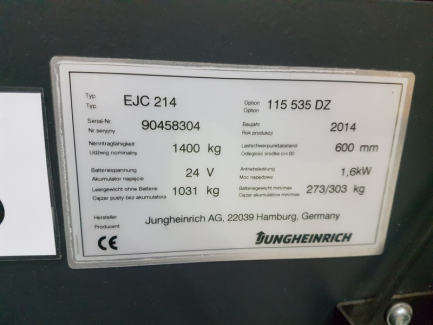 Typ
Typ
EJC 214
Option
Option
115 535 DZ
Serial-Nr.
Nr seryjny
90458304
Baujahr
Rok produkcji
2014
Nenntragfähigkeit
Udźwig nominalny
1400 kg
Lastschwerpunktabstand
Odległość środka
600 mm
Batteriespannung
Akumulator napięcie
24 V
Antriebsleistung
Moc napędowa
1,6kW
Leergewicht ohne Batterie
Ciężar pusty bez akumulatora
1031 kg
Batteriegewicht min/max
Ciężar akumulatora min/max
273/303 kg
Hersteller
Producent
Jungheinrich AG, 22039 Hamburg, Germany
CE
JUNGHEINRICH